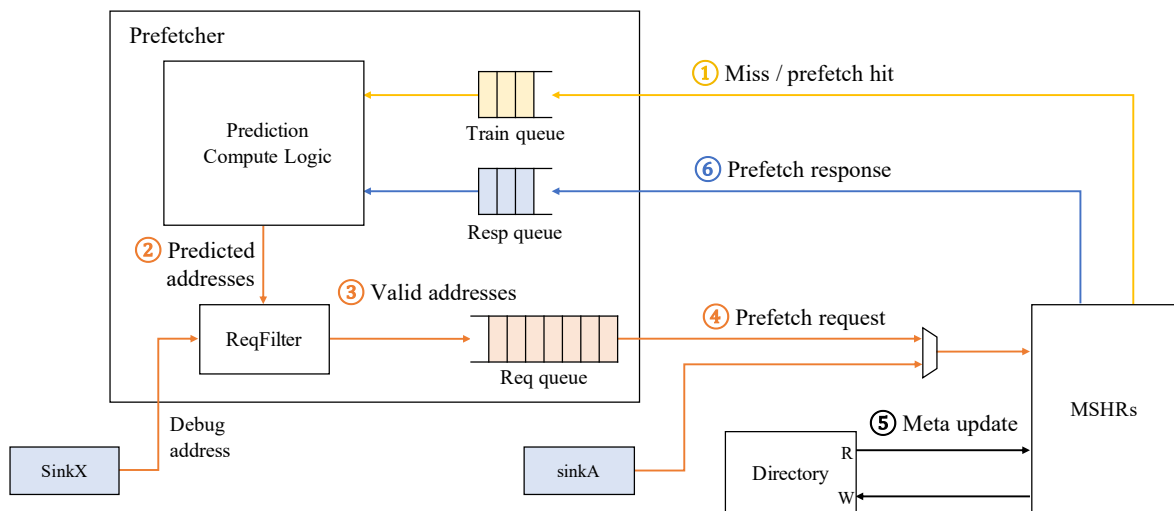 Prefetcher
① Miss / prefetch hit
Prediction
Compute Logic
Train queue
⑥ Prefetch response
Resp queue
② Predicted
addresses
③ Valid addresses
④ Prefetch request
ReqFilter
Req queue
MSHRs
Debug
address
⑤ Meta update
SinkX
sinkA
Directory
R
W